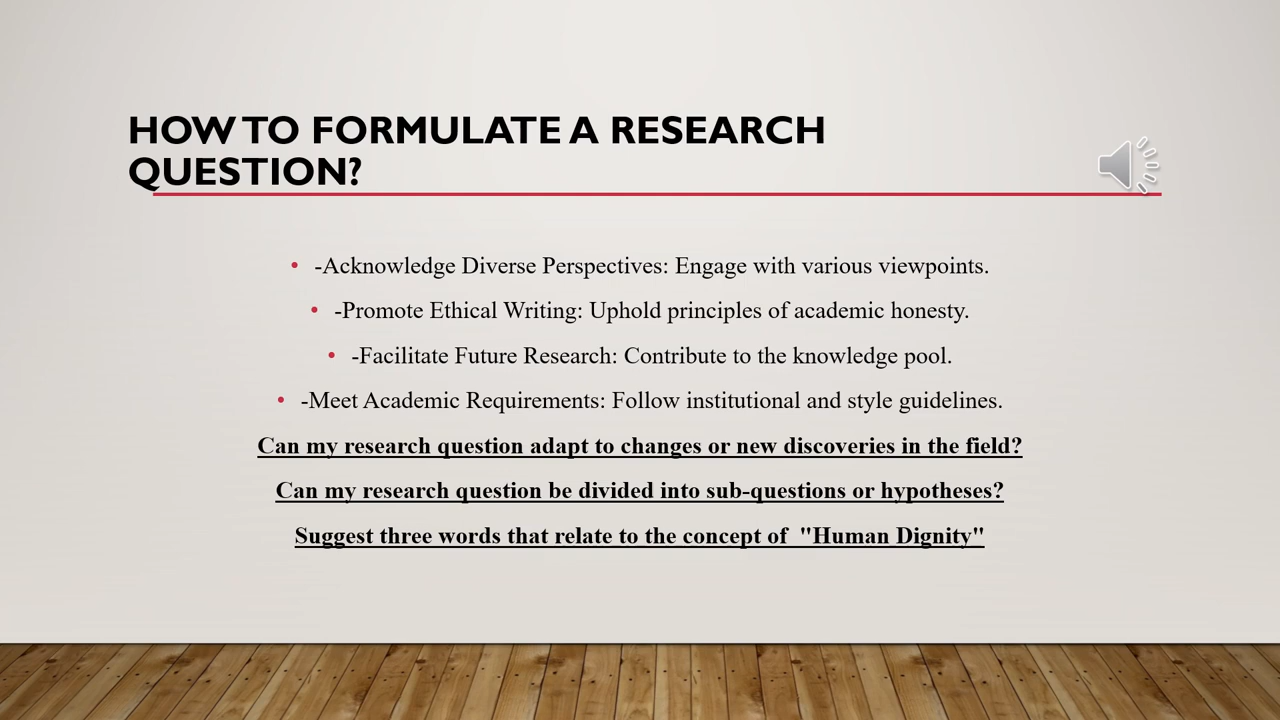 HOW TO FORMULATE A RESEARCH
QUESTION?
• -Acknowledge Diverse Perspectives: Engage with various viewpoints.
• -Promote Ethical Writing: Uphold principles of academic honesty.
• -Facilitate Future Research: Contribute to the knowledge pool.
• -Meet Academic Requirements: Follow institutional and style guidelines.
Can my research question adapt to changes or new discoveries in the field?
Can my research question be divided into sub-questions or hypotheses?
Suggest three words that relate to the concept of  "Human Dignity"